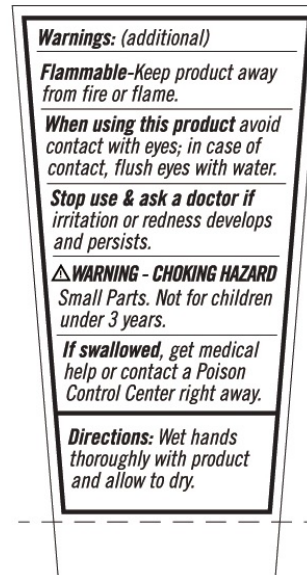 Warnings: (additional)
Flammable-Keep product away
from fire or flame.
When using this product avoid
contact with eyes; in case of
contact, flush eyes with water.
Stop use & ask a doctor if
irritation or redness develops
and persists.
⚠WARNING - CHOKING HAZARD
Small Parts. Not for children
under 3 years.
If swallowed, get medical
help or contact a Poison
Control Center right away.
Directions: Wet hands
thoroughly with product
and allow to dry.